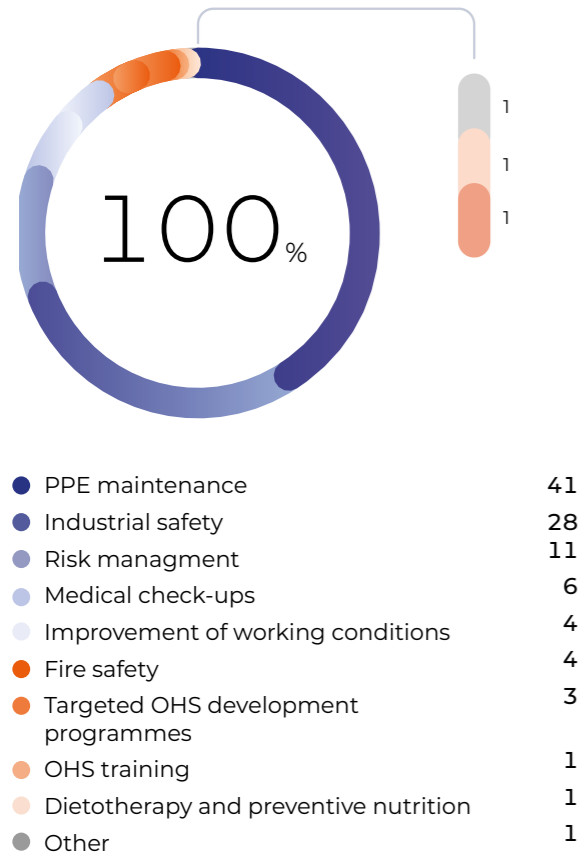 100%
1
1
1
PPE maintenance 41
Industrial safety 28
Risk managment 11
Medical check-ups 6
Improvement of working conditions 4
Fire safety 4
Targeted OHS development 3
programmes
OHS training 1
Dietotherapy and preventive nutrition 1
Other 1